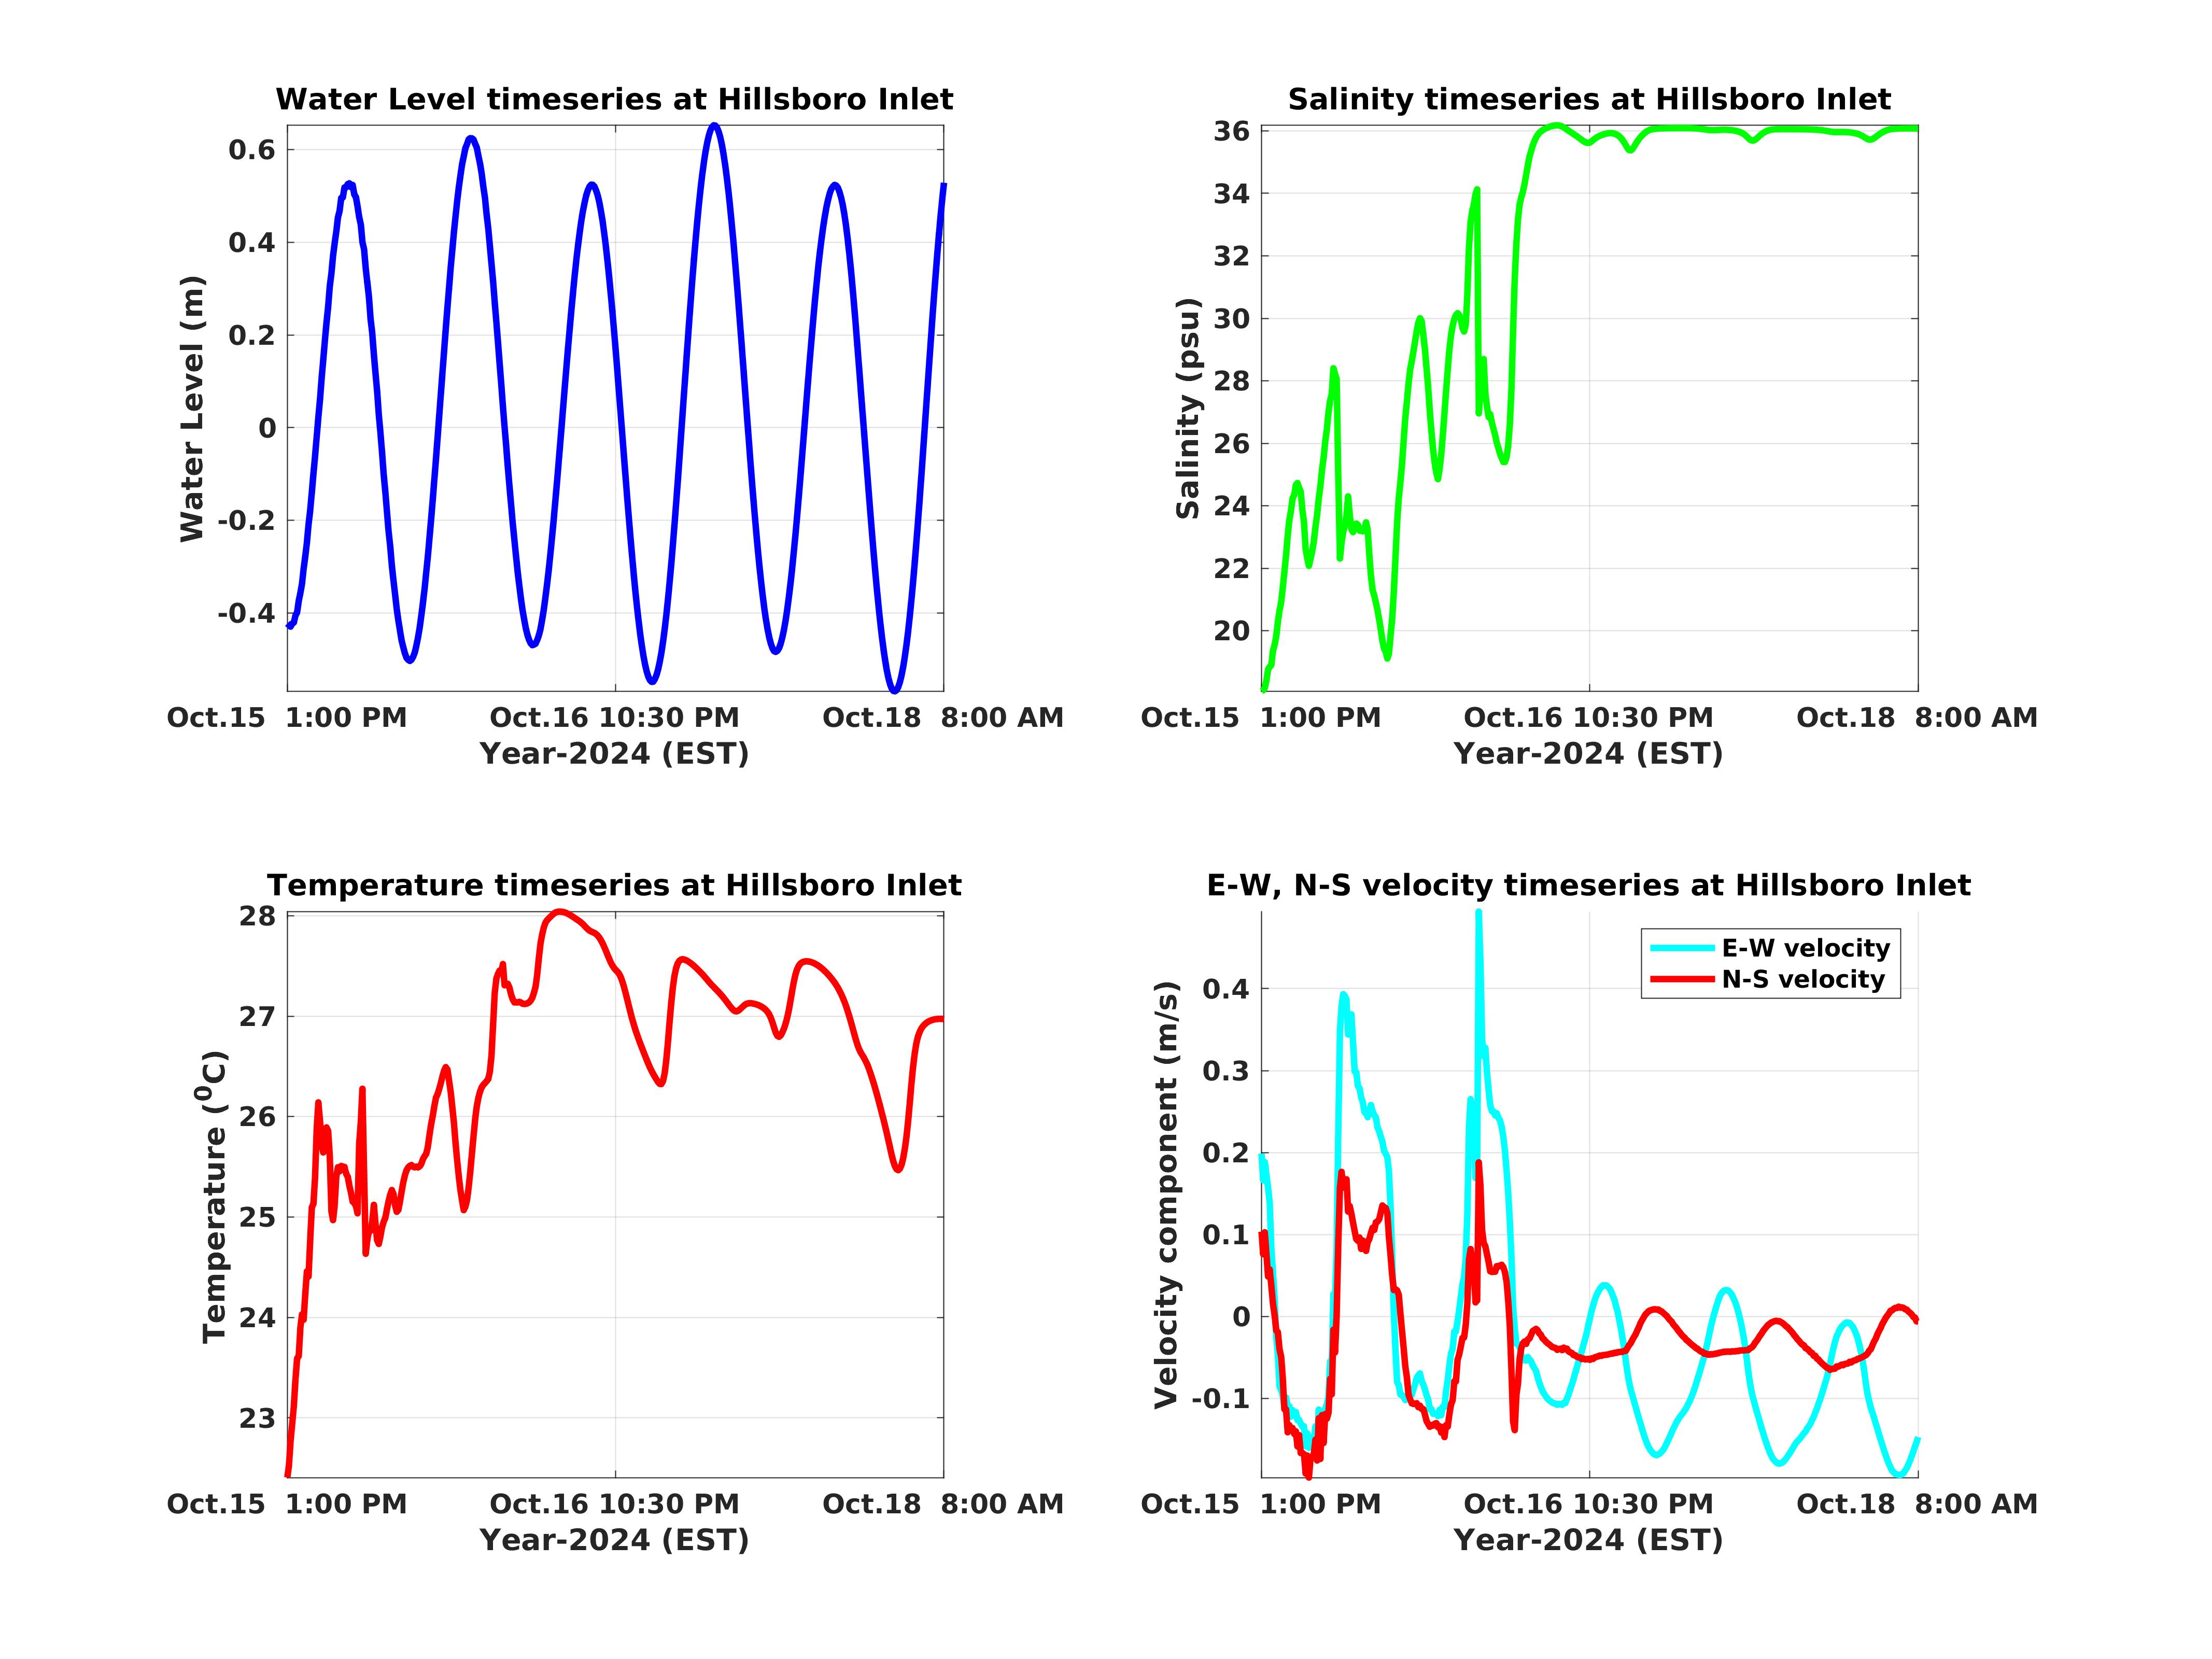 Water Level timeseries at Hillsboro Inlet
0.6
0.4
0.2
0
-0.2
-0.4
Water Level (m)
Oct.15 1:00 PM Oct.16 10:30 PM Oct.18 8:00 AM
Year-2024 (EST)
Salinity timeseries at Hillsboro Inlet
36
34
32
30
28
26
24
22
20
Salinity (psu)
Oct.15 1:00 PM Oct.16 10:30 PM Oct.18 8:00 AM
Year-2024 (EST)
Temperature timeseries at Hillsboro Inlet
28
27
26
25
24
23
Temperature (⁰C)
Oct.15 1:00 PM Oct.16 10:30 PM Oct.18 8:00 AM
Year-2024 (EST)
E-W, N-S velocity timeseries at Hillsboro Inlet
E-W velocity
N-S velocity
0.4
0.3
0.2
0.1
0
-0.1
Velocity component (m/s)
Oct.15 1:00 PM Oct.16 10:30 PM Oct.18 8:00 AM
Year-2024 (EST)